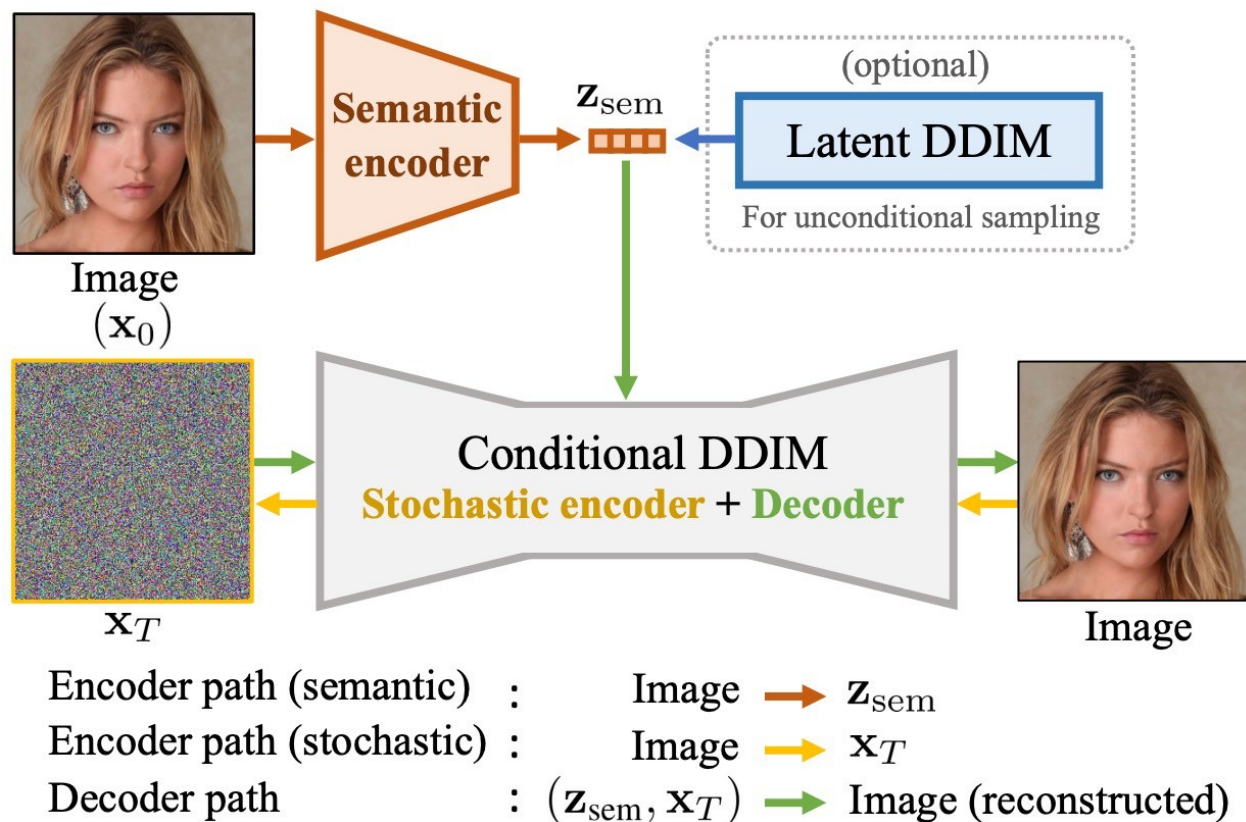 (optional)
z_sem
Semantic encoder
Latent DDIM
For unconditional sampling
Image
(x_0)
Conditional DDIM
Stochastic encoder + Decoder
x_T
Image
Encoder path (semantic) : Image → z_sem
Encoder path (stochastic) : Image → x_T
Decoder path : (z_sem, x_T) → Image (reconstructed)